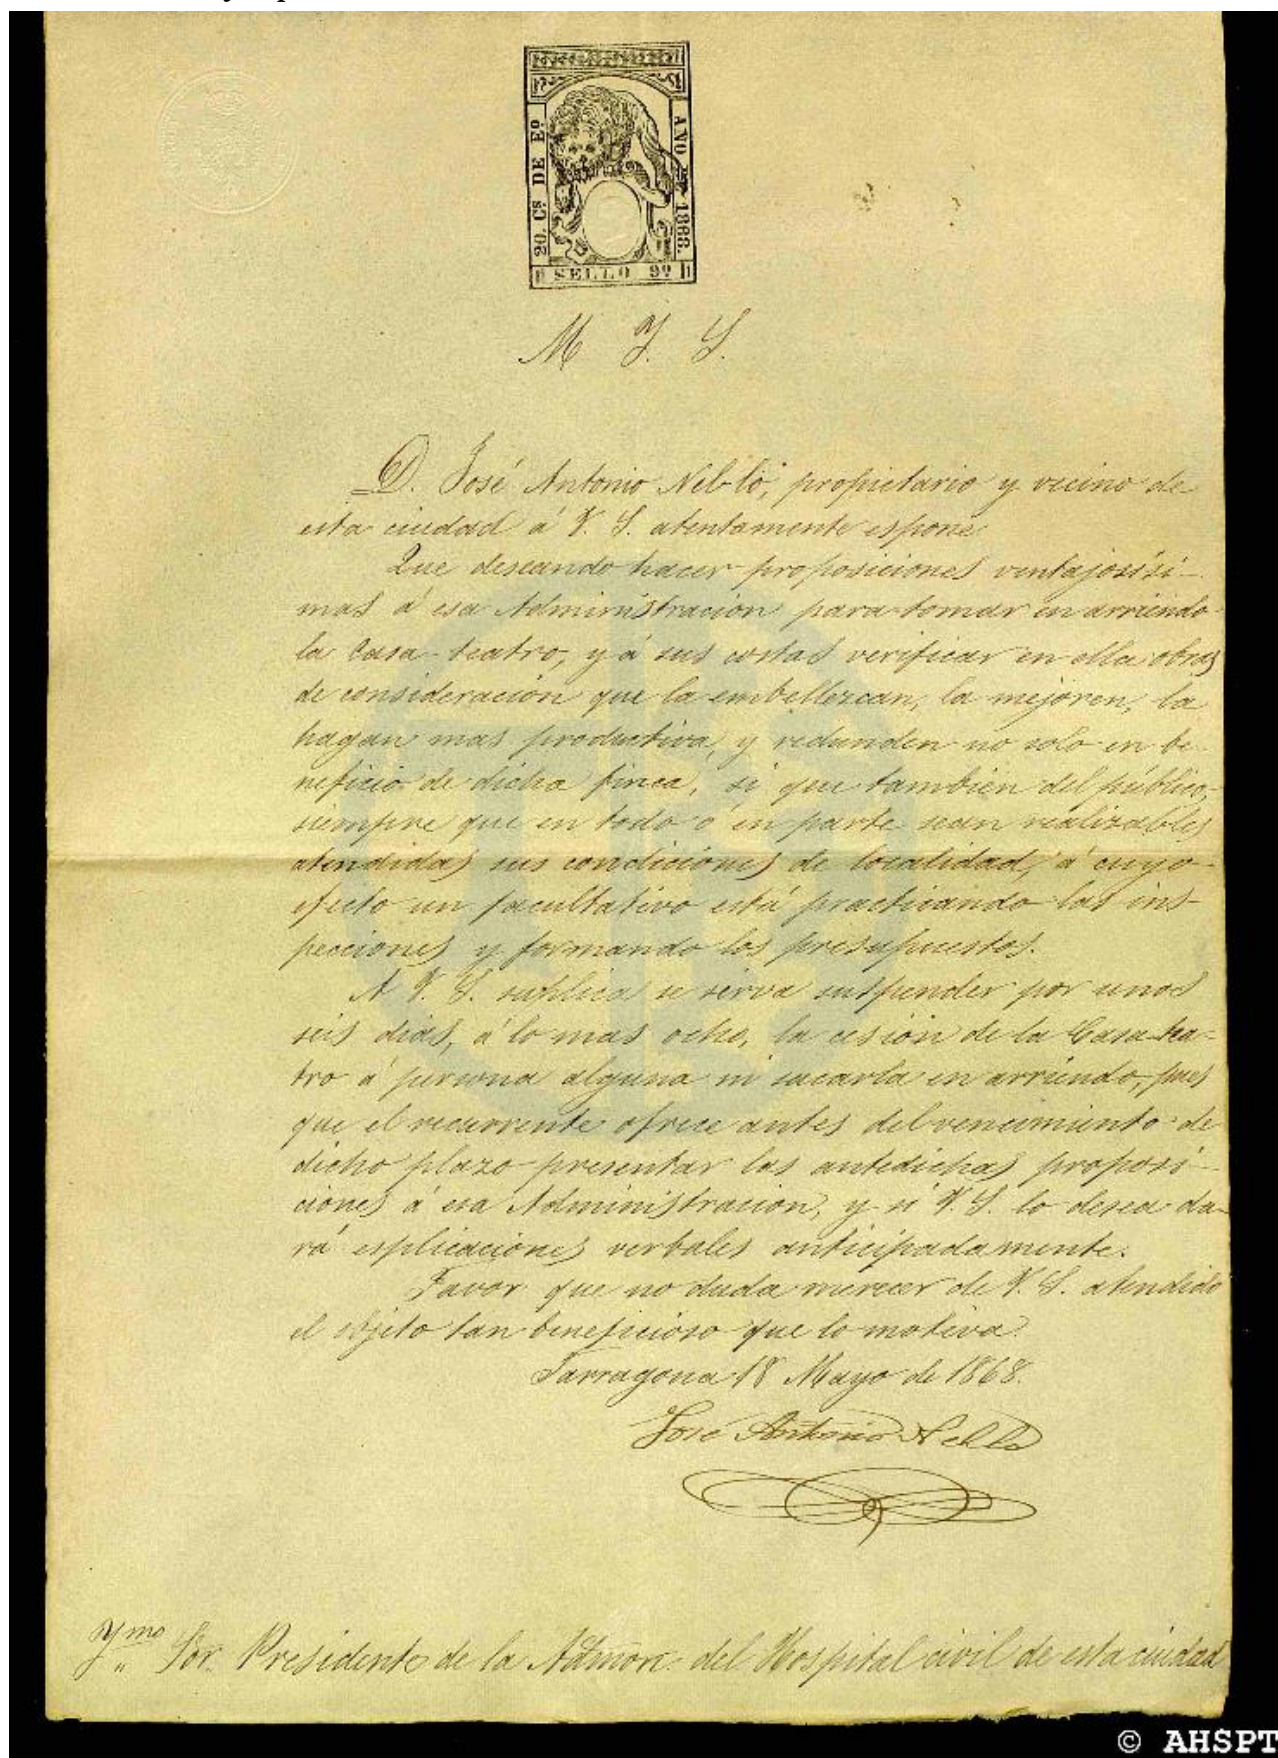 20. Cs DE Eº
AÑO 1868.
SELLO 9º
M Y. S.
D. José Antonio Nel-lo, propietario y vecino de
esta ciudad á V. S. atentamente espone
Que deseando hacer proposiciones ventajosísi-
mas á esa Administracion para tomar en arriendo
la Casa-teatro, y á sus costas verificar en ella obras
de consideración que la embellezcan, la mejoren, la
hagan mas productiva, y redunden no solo en be-
neficio de dicha finca, si que tambien del público,
siempre que en todo o en parte sean realizables
atendidas sus condiciones de localidad, á cuyo
efecto un facultativo está practicando las ins-
pecciones y formando los presupuestos.
A V. S. suplica se sirva suspender por unos
seis dias, á lo mas ocho, la cesión de la Casa-tea-
tro á persona alguna ni sacarla en arriendo, pues
que el recurrente ofrece antes del vencimiento de
dicho plazo presentar las antedichas proposi-
ciones á esa Administracion, y si V. S. lo desea da-
rá esplicaciones verbales anticipadamente.
Favor que no duda merecer de V. S. atendido
el objeto tan beneficioso que lo motiva.
Tarragona 18 Mayo de 1868.
José Antonio Nel-lo
Ymo Sor. Presidente de la Admon. del Hospital civil de esta ciudad
© AHSPT